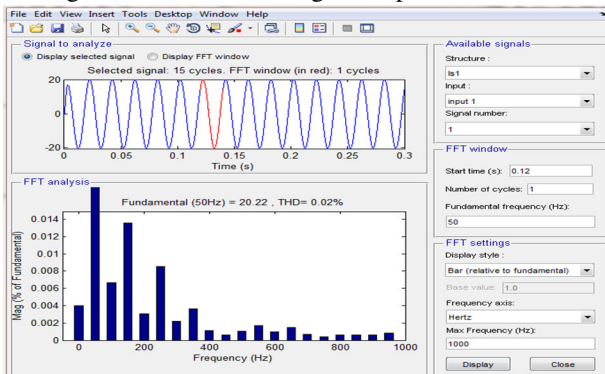 File Edit View Insert Tools Desktop Window Help
Signal to analyze
Display selected signal Display FFT window
Selected signal: 15 cycles. FFT window (in red): 1 cycles
20
0
-20
0 0.05 0.1 0.15 0.2 0.25 0.3
Time (s)
FFT analysis
Fundamental (50Hz) = 20.22 , THD= 0.02%
Mag (% of Fundamental)
0.014
0.012
0.01
0.008
0.006
0.004
0.002
0
0 200 400 600 800 1000
Frequency (Hz)
Available signals
Structure :
Is1
Input :
input 1
Signal number:
1
FFT window
Start time (s): 0.12
Number of cycles: 1
Fundamental frequency (Hz):
50
FFT settings
Display style :
Bar (relative to fundamental)
Base value: 1.0
Frequency axis:
Hertz
Max Frequency (Hz):
1000
Display Close